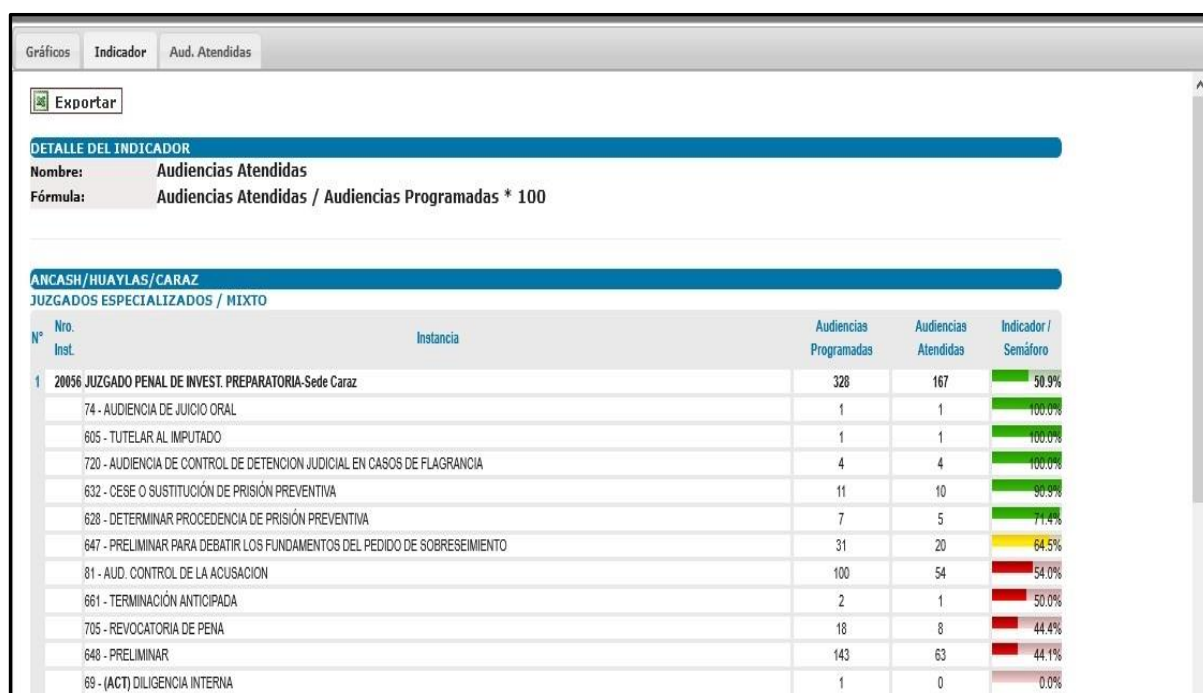 Gráficos Indicador Aud. Atendidas
Exportar
DETALLE DEL INDICADOR
Nombre: Audiencias Atendidas
Fórmula: Audiencias Atendidas / Audiencias Programadas * 100
ANCASH/HUAYLAS/CARAZ
JUZGADOS ESPECIALIZADOS / MIXTO
N° Nro. Inst. Instancia Audiencias Programadas Audiencias Atendidas Indicador / Semáforo
1 20056 JUZGADO PENAL DE INVEST. PREPARATORIA-Sede Caraz 328 167 50.9%
74 - AUDIENCIA DE JUICIO ORAL 1 1 100.0%
605 - TUTELAR AL IMPUTADO 1 1 100.0%
720 - AUDIENCIA DE CONTROL DE DETENCION JUDICIAL EN CASOS DE FLAGRANCIA 4 4 100.0%
632 - CESE O SUSTITUCIÓN DE PRISIÓN PREVENTIVA 11 10 90.9%
628 - DETERMINAR PROCEDENCIA DE PRISIÓN PREVENTIVA 7 5 71.4%
647 - PRELIMINAR PARA DEBATIR LOS FUNDAMENTOS DEL PEDIDO DE SOBRESEIMIENTO 31 20 64.5%
81 - AUD. CONTROL DE LA ACUSACION 100 54 54.0%
661 - TERMINACIÓN ANTICIPADA 2 1 50.0%
705 - REVOCATORIA DE PENA 18 8 44.4%
648 - PRELIMINAR 143 63 44.1%
69 - (ACT) DILIGENCIA INTERNA 1 0 0.0%